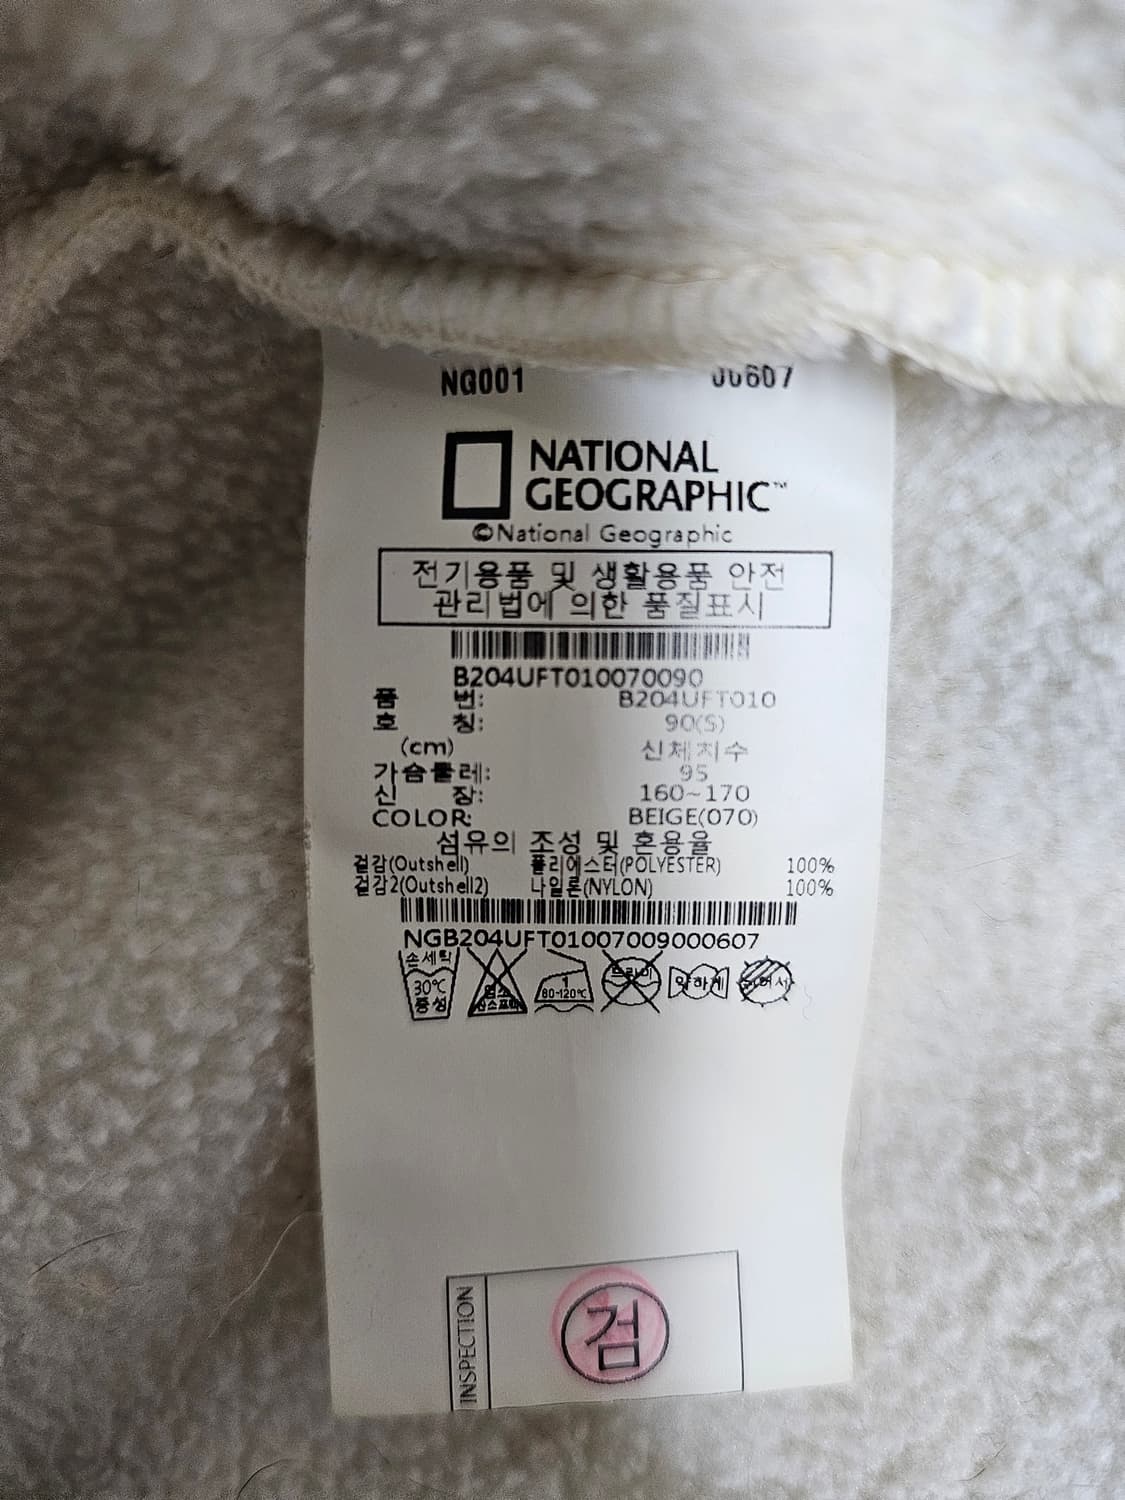 NG001 00607
NATIONAL
GEOGRAPHIC™
©National Geographic
전기용품 및 생활용품 안전
관리법에 의한 품질표시
B204UFT010070090
품 번: B204UFT010
호 칭: 90(S)
(cm) 신체치수
가슴둘레: 95
신 장: 160~170
COLOR: BEIGE(070)
섬유의 조성 및 혼용율
겉감(Outshell) 폴리에스터(POLYESTER) 100%
겉감2(Outshell2) 나일론(NYLON) 100%
NGB204UFT01007009000607
손세탁
30℃
중성
염소
산소표백
1
80-120℃
드라이
약하게
INSPECTION
검